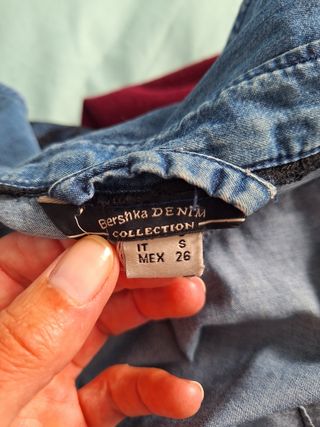 Bershka DENIM
COLLECTION
IT S
MEX 26